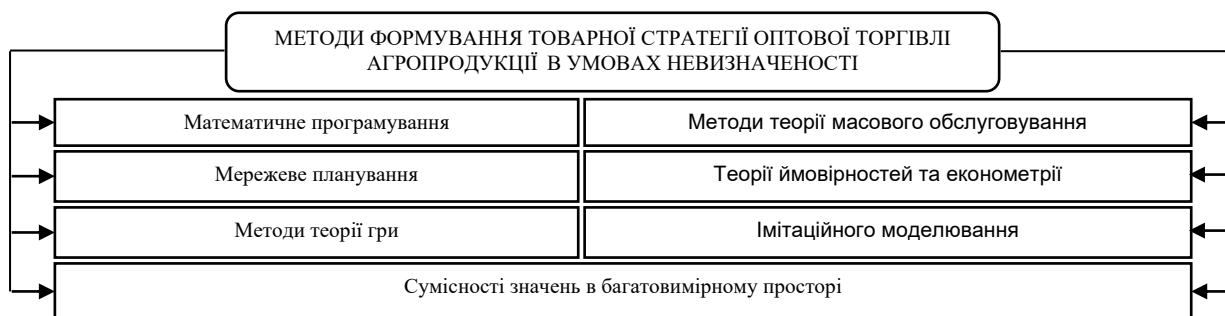 МЕТОДИ ФОРМУВАННЯ ТОВАРНОЇ СТРАТЕГІЇ ОПТОВОЇ ТОРГІВЛІ
АГРОПРОДУКЦІЇ В УМОВАХ НЕВИЗНАЧЕНОСТІ
Математичне програмування
Методи теорії масового обслуговування
Мережеве планування
Теорії ймовірностей та економетрії
Методи теорії гри
Імітаційного моделювання
Сумісності значень в багатовимірному просторі